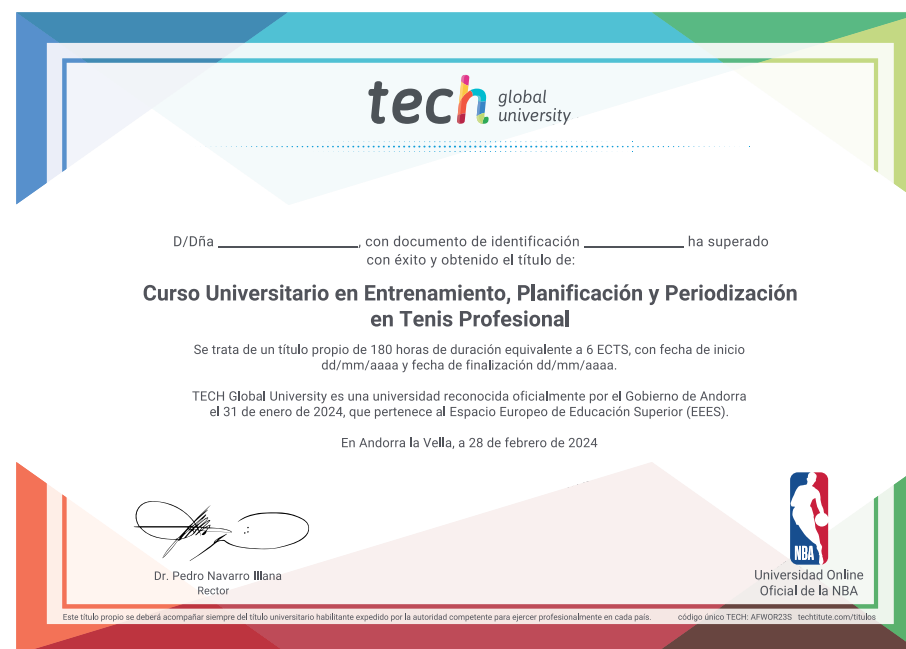 tech global
university
D/Dña ____________________, con documento de identificación ______________ ha superado
con éxito y obtenido el título de:
Curso Universitario en Entrenamiento, Planificación y Periodización
en Tenis Profesional
Se trata de un título propio de 180 horas de duración equivalente a 6 ECTS, con fecha de inicio
dd/mm/aaaa y fecha de finalización dd/mm/aaaa.
TECH Global University es una universidad reconocida oficialmente por el Gobierno de Andorra
el 31 de enero de 2024, que pertenece al Espacio Europeo de Educación Superior (EEES).
En Andorra la Vella, a 28 de febrero de 2024
Dr. Pedro Navarro Illana
Rector
NBA
Universidad Online
Oficial de la NBA
Este título propio se deberá acompañar siempre del título universitario habilitante expedido por la autoridad competente para ejercer profesionalmente en cada país. código único TECH: AFWOR23S techtitute.com/titulos